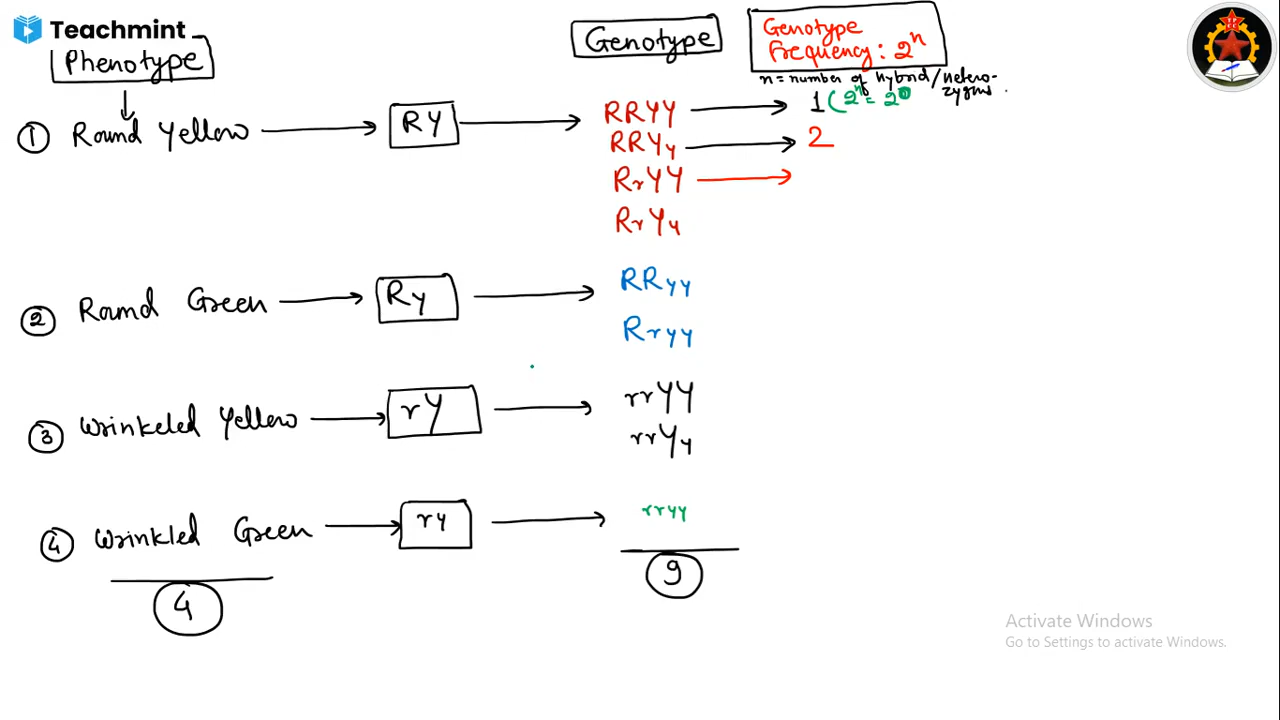 Teachmint
Phenotype
Genotype
Genotype
Frequency: 2ⁿ
n = number of hybrid/hetero-
zygous
① Round Yellow → RY → RRYY → 1 (2ⁿ = 2⁰
RRYy → 2
RrYY →
RrYy
② Round Green → Ry → RRyy
Rryy
③ Wrinkeled Yellow → rY → rrYY
rrYy
④ Wrinkled Green → ry → rryy
4
9
Activate Windows
Go to Settings to activate Windows.